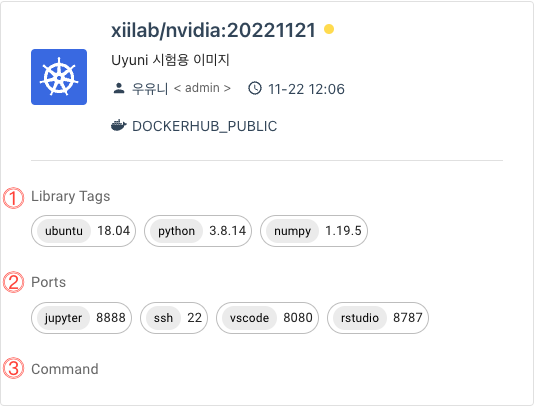 xiilab/nvidia:20221121
Uyuni 시험용 이미지
우유니 < admin > 11-22 12:06
DOCKERHUB_PUBLIC
① Library Tags
ubuntu 18.04 python 3.8.14 numpy 1.19.5
② Ports
jupyter 8888 ssh 22 vscode 8080 rstudio 8787
③ Command